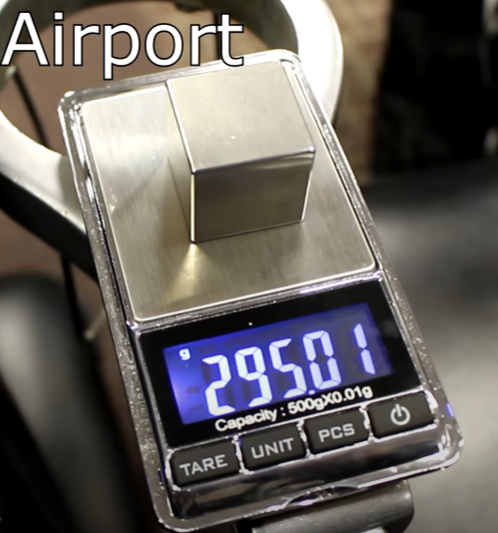 Airport
g
295.01
Capacity : 500gX0.01g
TARE
UNIT
PCS